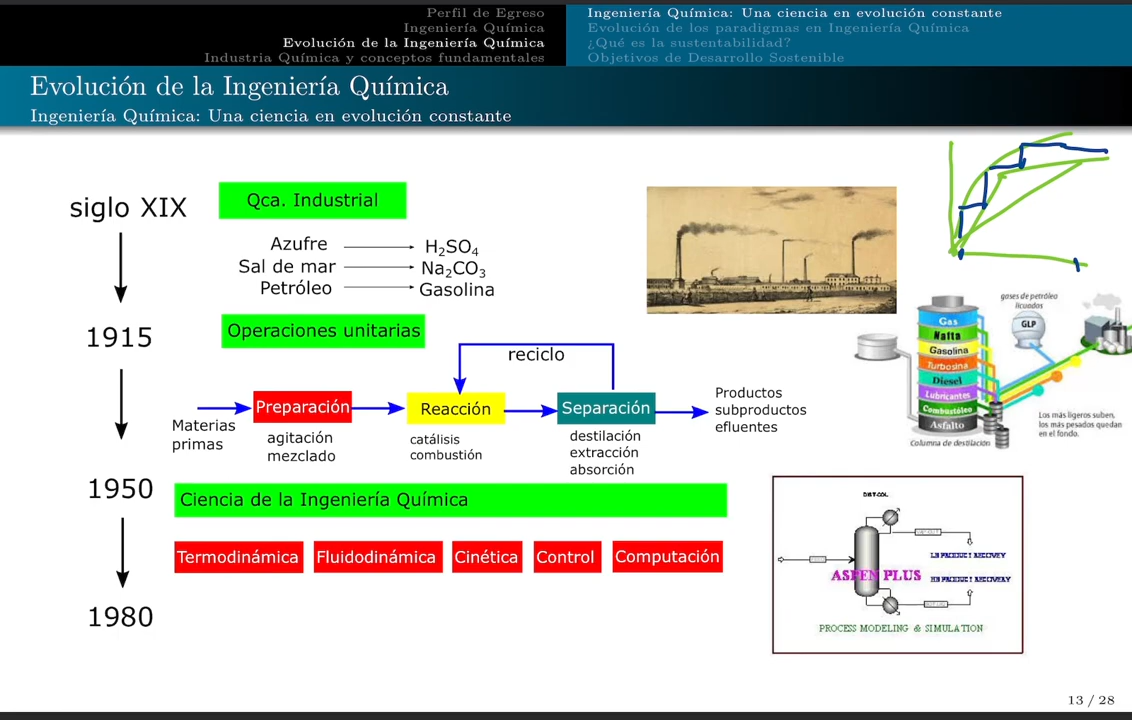 Perfil de Egreso
Ingeniería Química
Evolución de la Ingeniería Química
Industria Química y conceptos fundamentales
Ingeniería Química: Una ciencia en evolución constante
Evolución de los paradigmas en Ingeniería Química
¿Qué es la sustentabilidad?
Objetivos de Desarrollo Sostenible
Evolución de la Ingeniería Química
Ingeniería Química: Una ciencia en evolución constante
siglo XIX
Qca. Industrial
Azufre
H₂SO₄
Sal de mar
Na₂CO₃
Petróleo
Gasolina
1915
Operaciones unitarias
reciclo
Materias
primas
Preparación
agitación
mezclado
Reacción
catálisis
combustión
Separación
destilación
extracción
absorción
Productos
subproductos
efluentes
1950
Ciencia de la Ingeniería Química
Termodinámica
Fluidodinámica
Cinética
Control
Computación
1980
gases de petróleo
licuados
GLP
Gas
Nafta
Gasolina
Turbosina
Diesel
Lubricantes
Combustóleo
Asfalto
Columna de destilación
Los más ligeros suben,
los más pesados quedan
en el fondo.
ASPEN PLUS
PROCESS MODELING & SIMULATION
13 / 28